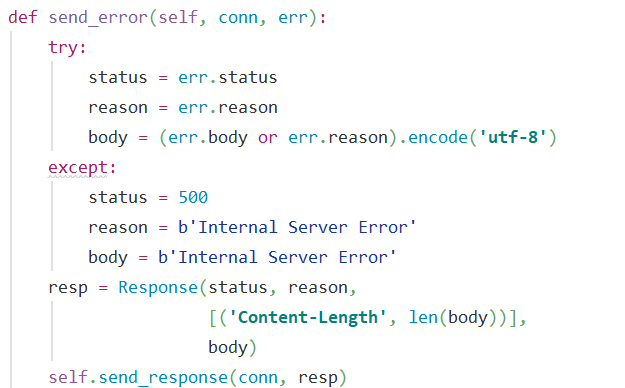 def send_error(self, conn, err):
    try:
        status = err.status
        reason = err.reason
        body = (err.body or err.reason).encode('utf-8')
    except:
        status = 500
        reason = b'Internal Server Error'
        body = b'Internal Server Error'
    resp = Response(status, reason,
                    [('Content-Length', len(body))],
                    body)
    self.send_response(conn, resp)